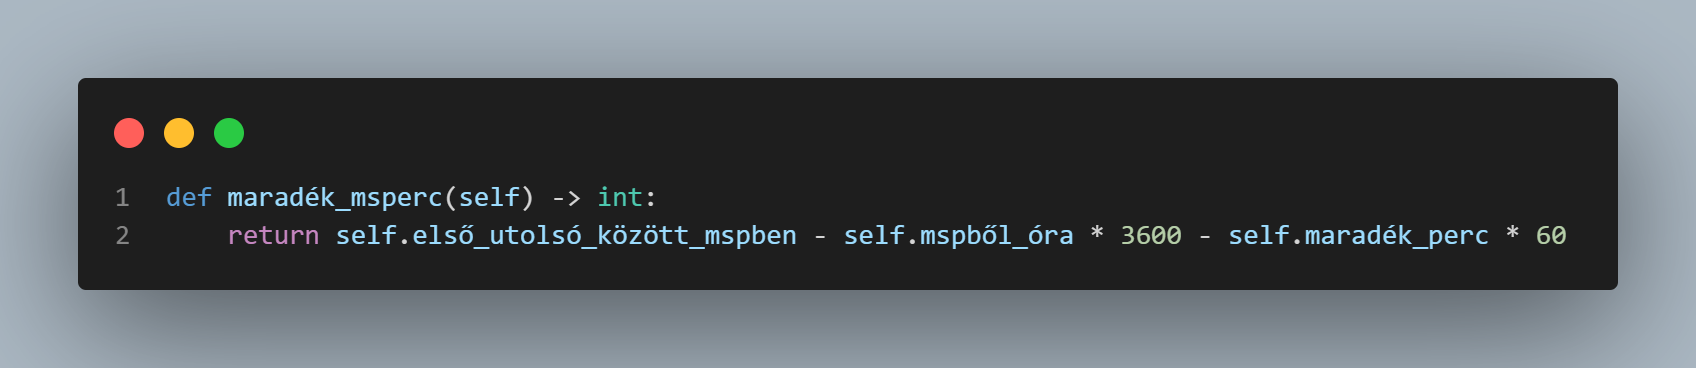 1 def maradék_msperc(self) -> int:
2 return self.első_utolsó_között_mspben - self.mspből_óra * 3600 - self.maradék_perc * 60